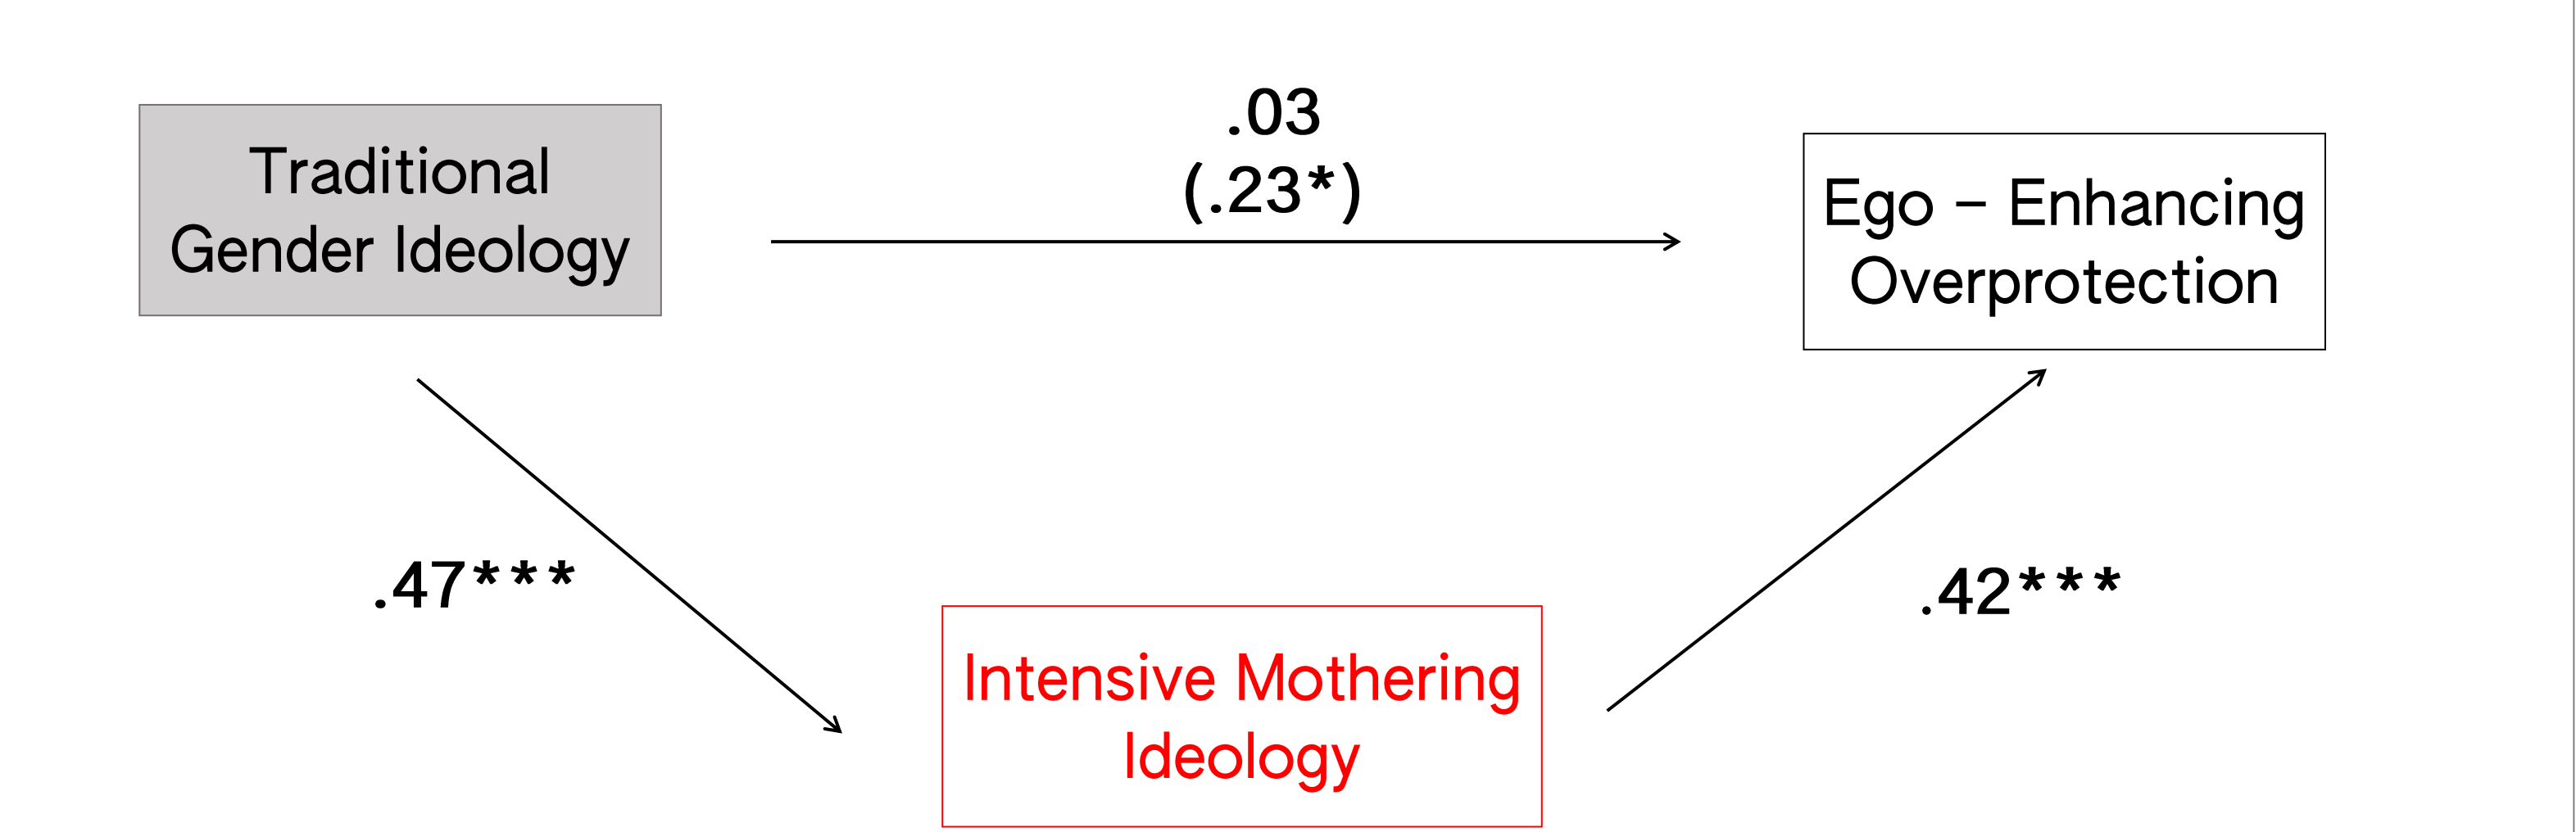 Traditional
Gender Ideology
.03
(.23*)
Ego – Enhancing
Overprotection
.47***
.42***
Intensive Mothering
Ideology